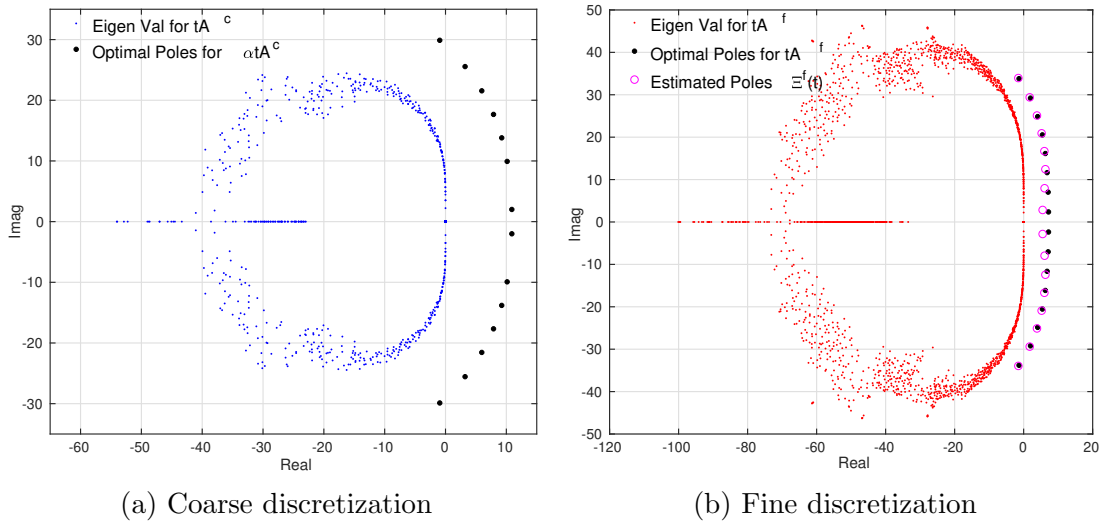 Eigen Val for tA c
Optimal Poles for αtA c
30
20
10
0
-10
-20
-30
Imag
-60 -50 -40 -30 -20 -10 0 10
Real
(a) Coarse discretization
Eigen Val for tA f
Optimal Poles for tA f
Estimated Poles Ξ f (t)
50
40
30
20
10
0
-10
-20
-30
-40
-50
Imag
-120 -100 -80 -60 -40 -20 0 20
Real
(b) Fine discretization